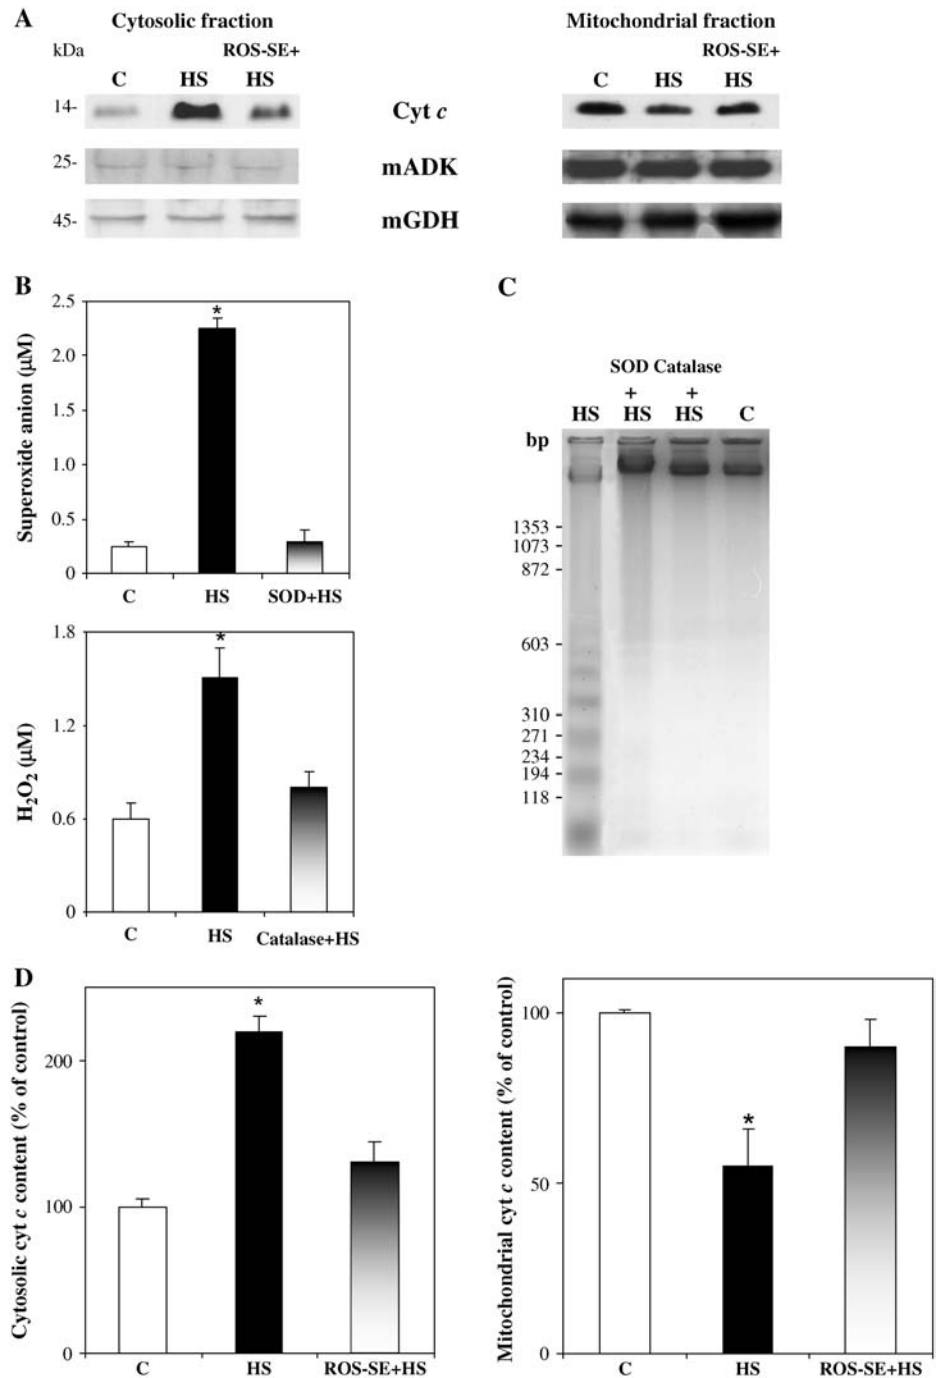 A
Cytosolic fraction
Mitochondrial fraction
kDa
ROS-SE+
ROS-SE+
C HS HS
C HS HS
14-
Cyt c
25-
mADK
45-
mGDH
B
Superoxide anion (µM)
2.5
2.0
1.5
1.0
0.5
0
*
C HS SOD+HS
H₂O₂ (µM)
1.8
1.2
0.6
0
*
C HS Catalase+HS
C
SOD Catalase
+ +
HS HS HS C
bp
1353
1073
872
603
310
271
234
194
118
D
Cytosolic cyt c content (% of control)
200
100
0
*
C HS ROS-SE+HS
Mitochondrial cyt c content (% of control)
100
50
0
*
C HS ROS-SE+HS